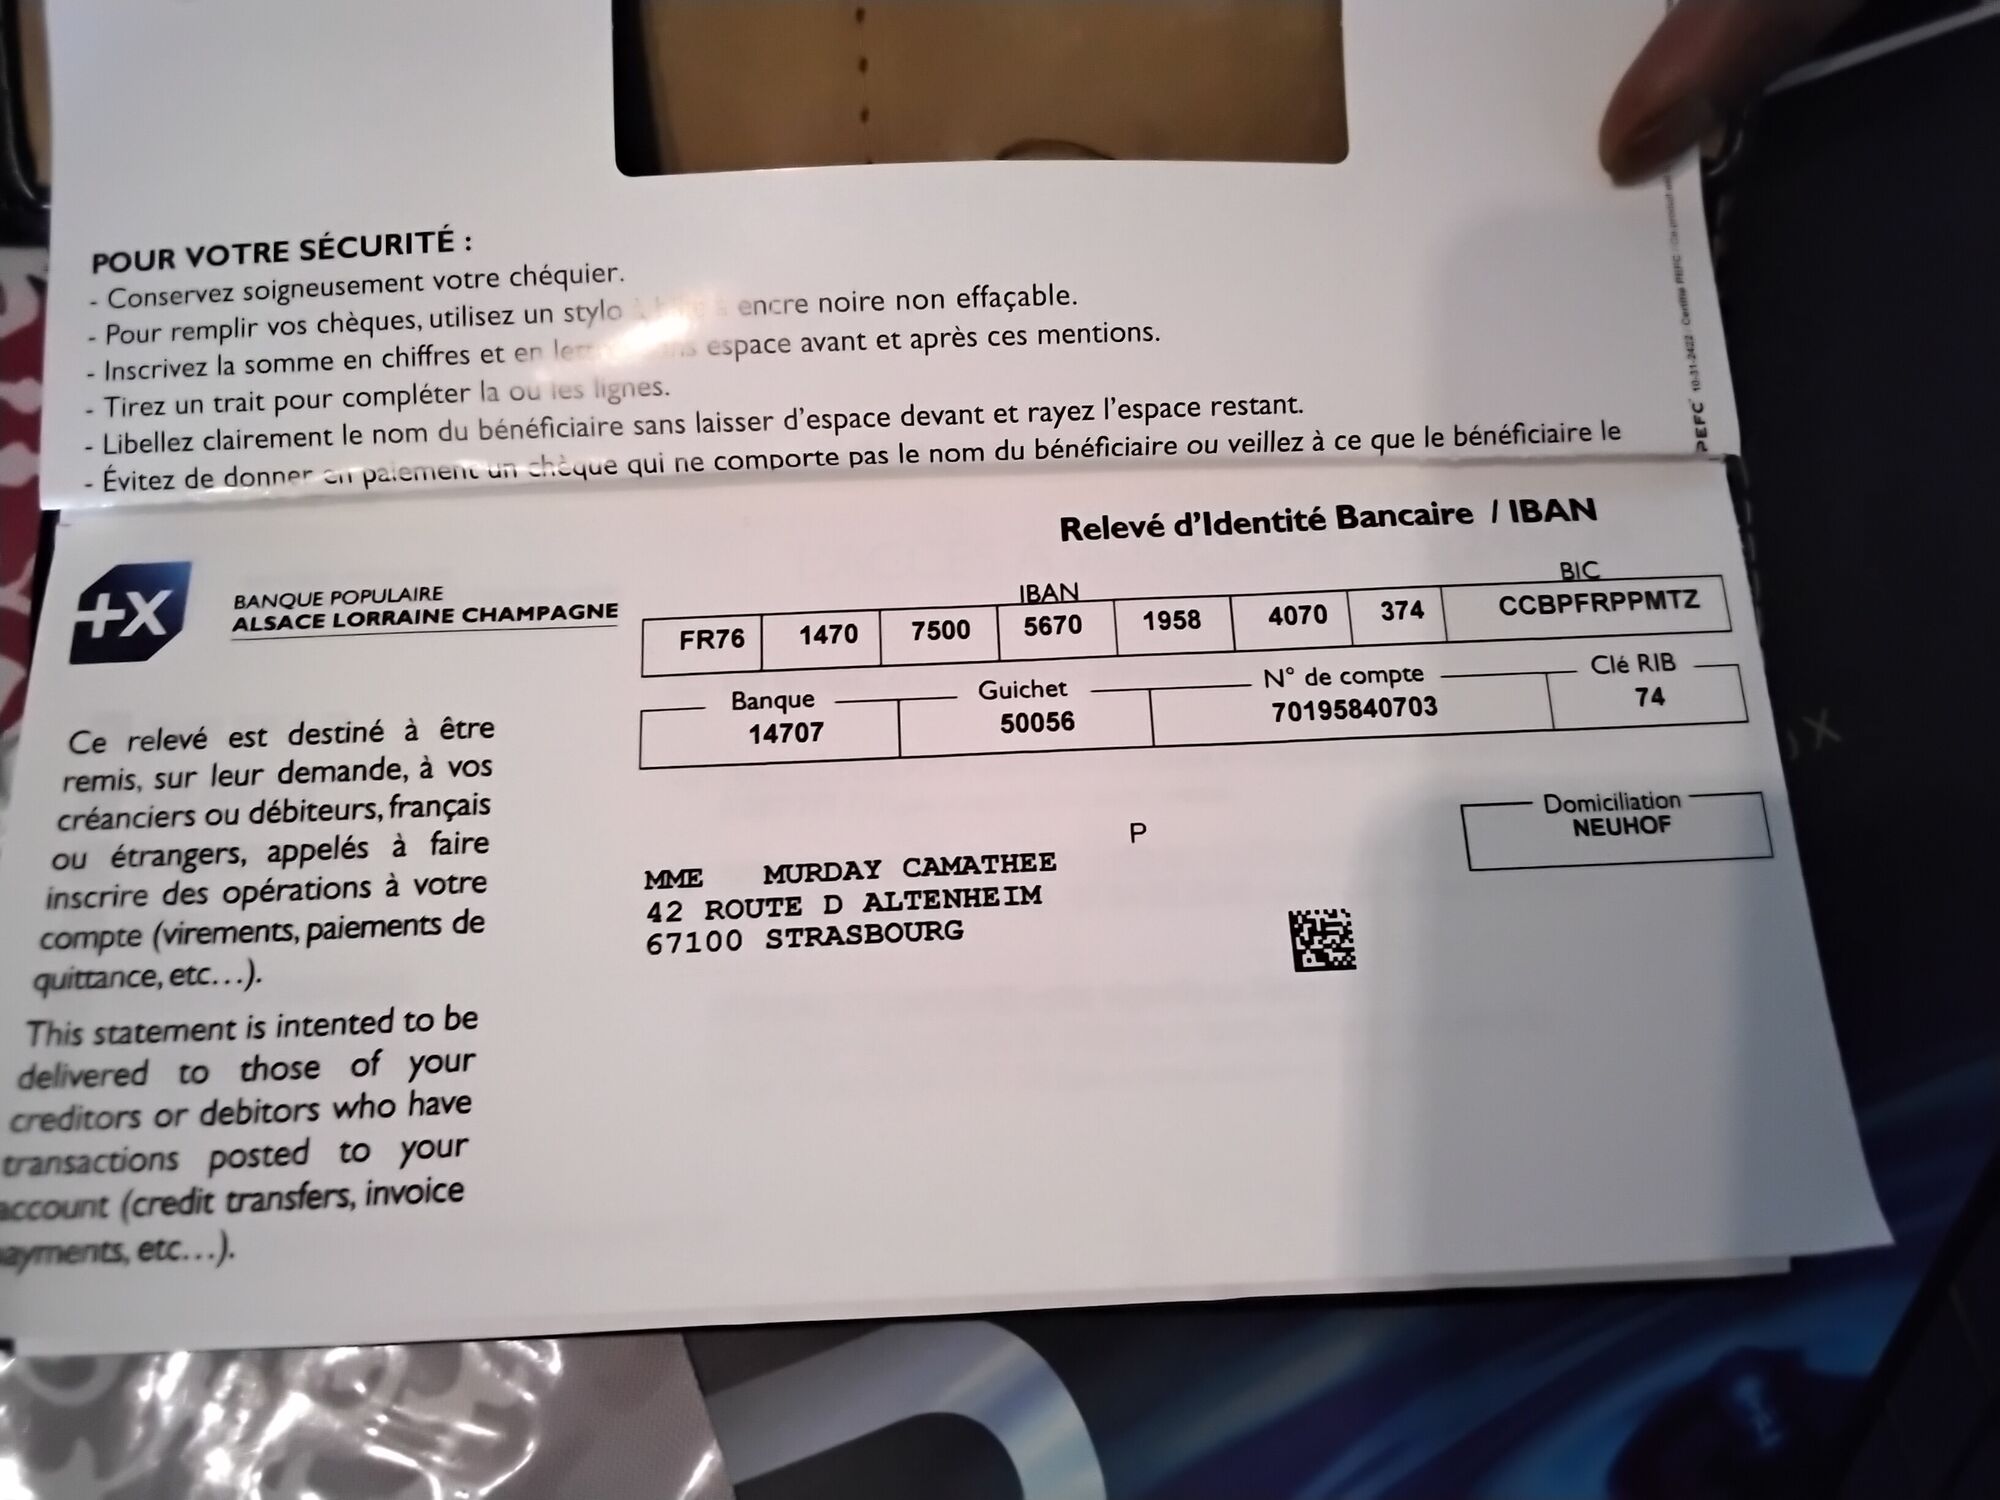 POUR VOTRE SÉCURITÉ :
- Conservez soigneusement votre chéquier.
- Pour remplir vos chèques, utilisez un stylo à encre noire non effaçable.
- Inscrivez la somme en chiffres et en espace avant et après ces mentions.
- Tirez un trait pour compléter la ou les lignes.
- Libellez clairement le nom du bénéficiaire sans laisser d'espace devant et rayez l'espace restant.
- Évitez de donner en paiement un chèque qui ne comporte pas le nom du bénéficiaire ou veillez à ce que le bénéficiaire le
PEFC 10-31-2422
Relevé d'Identité Bancaire / IBAN
BANQUE POPULAIRE
ALSACE LORRAINE CHAMPAGNE
IBAN BIC
FR76 1470 7500 5670 1958 4070 374 CCBPFRPPMTZ
Banque Guichet N° de compte Clé RIB
14707 50056 70195840703 74
Domiciliation
NEUHOF
P
MME MURDAY CAMATHEE
42 ROUTE D ALTENHEIM
67100 STRASBOURG
Ce relevé est destiné à être
remis, sur leur demande, à vos
créanciers ou débiteurs, français
ou étrangers, appelés à faire
inscrire des opérations à votre
compte (virements, paiements de
quittance, etc...).
This statement is intented to be
delivered to those of your
creditors or debitors who have
transactions posted to your
account (credit transfers, invoice
ayments, etc...).